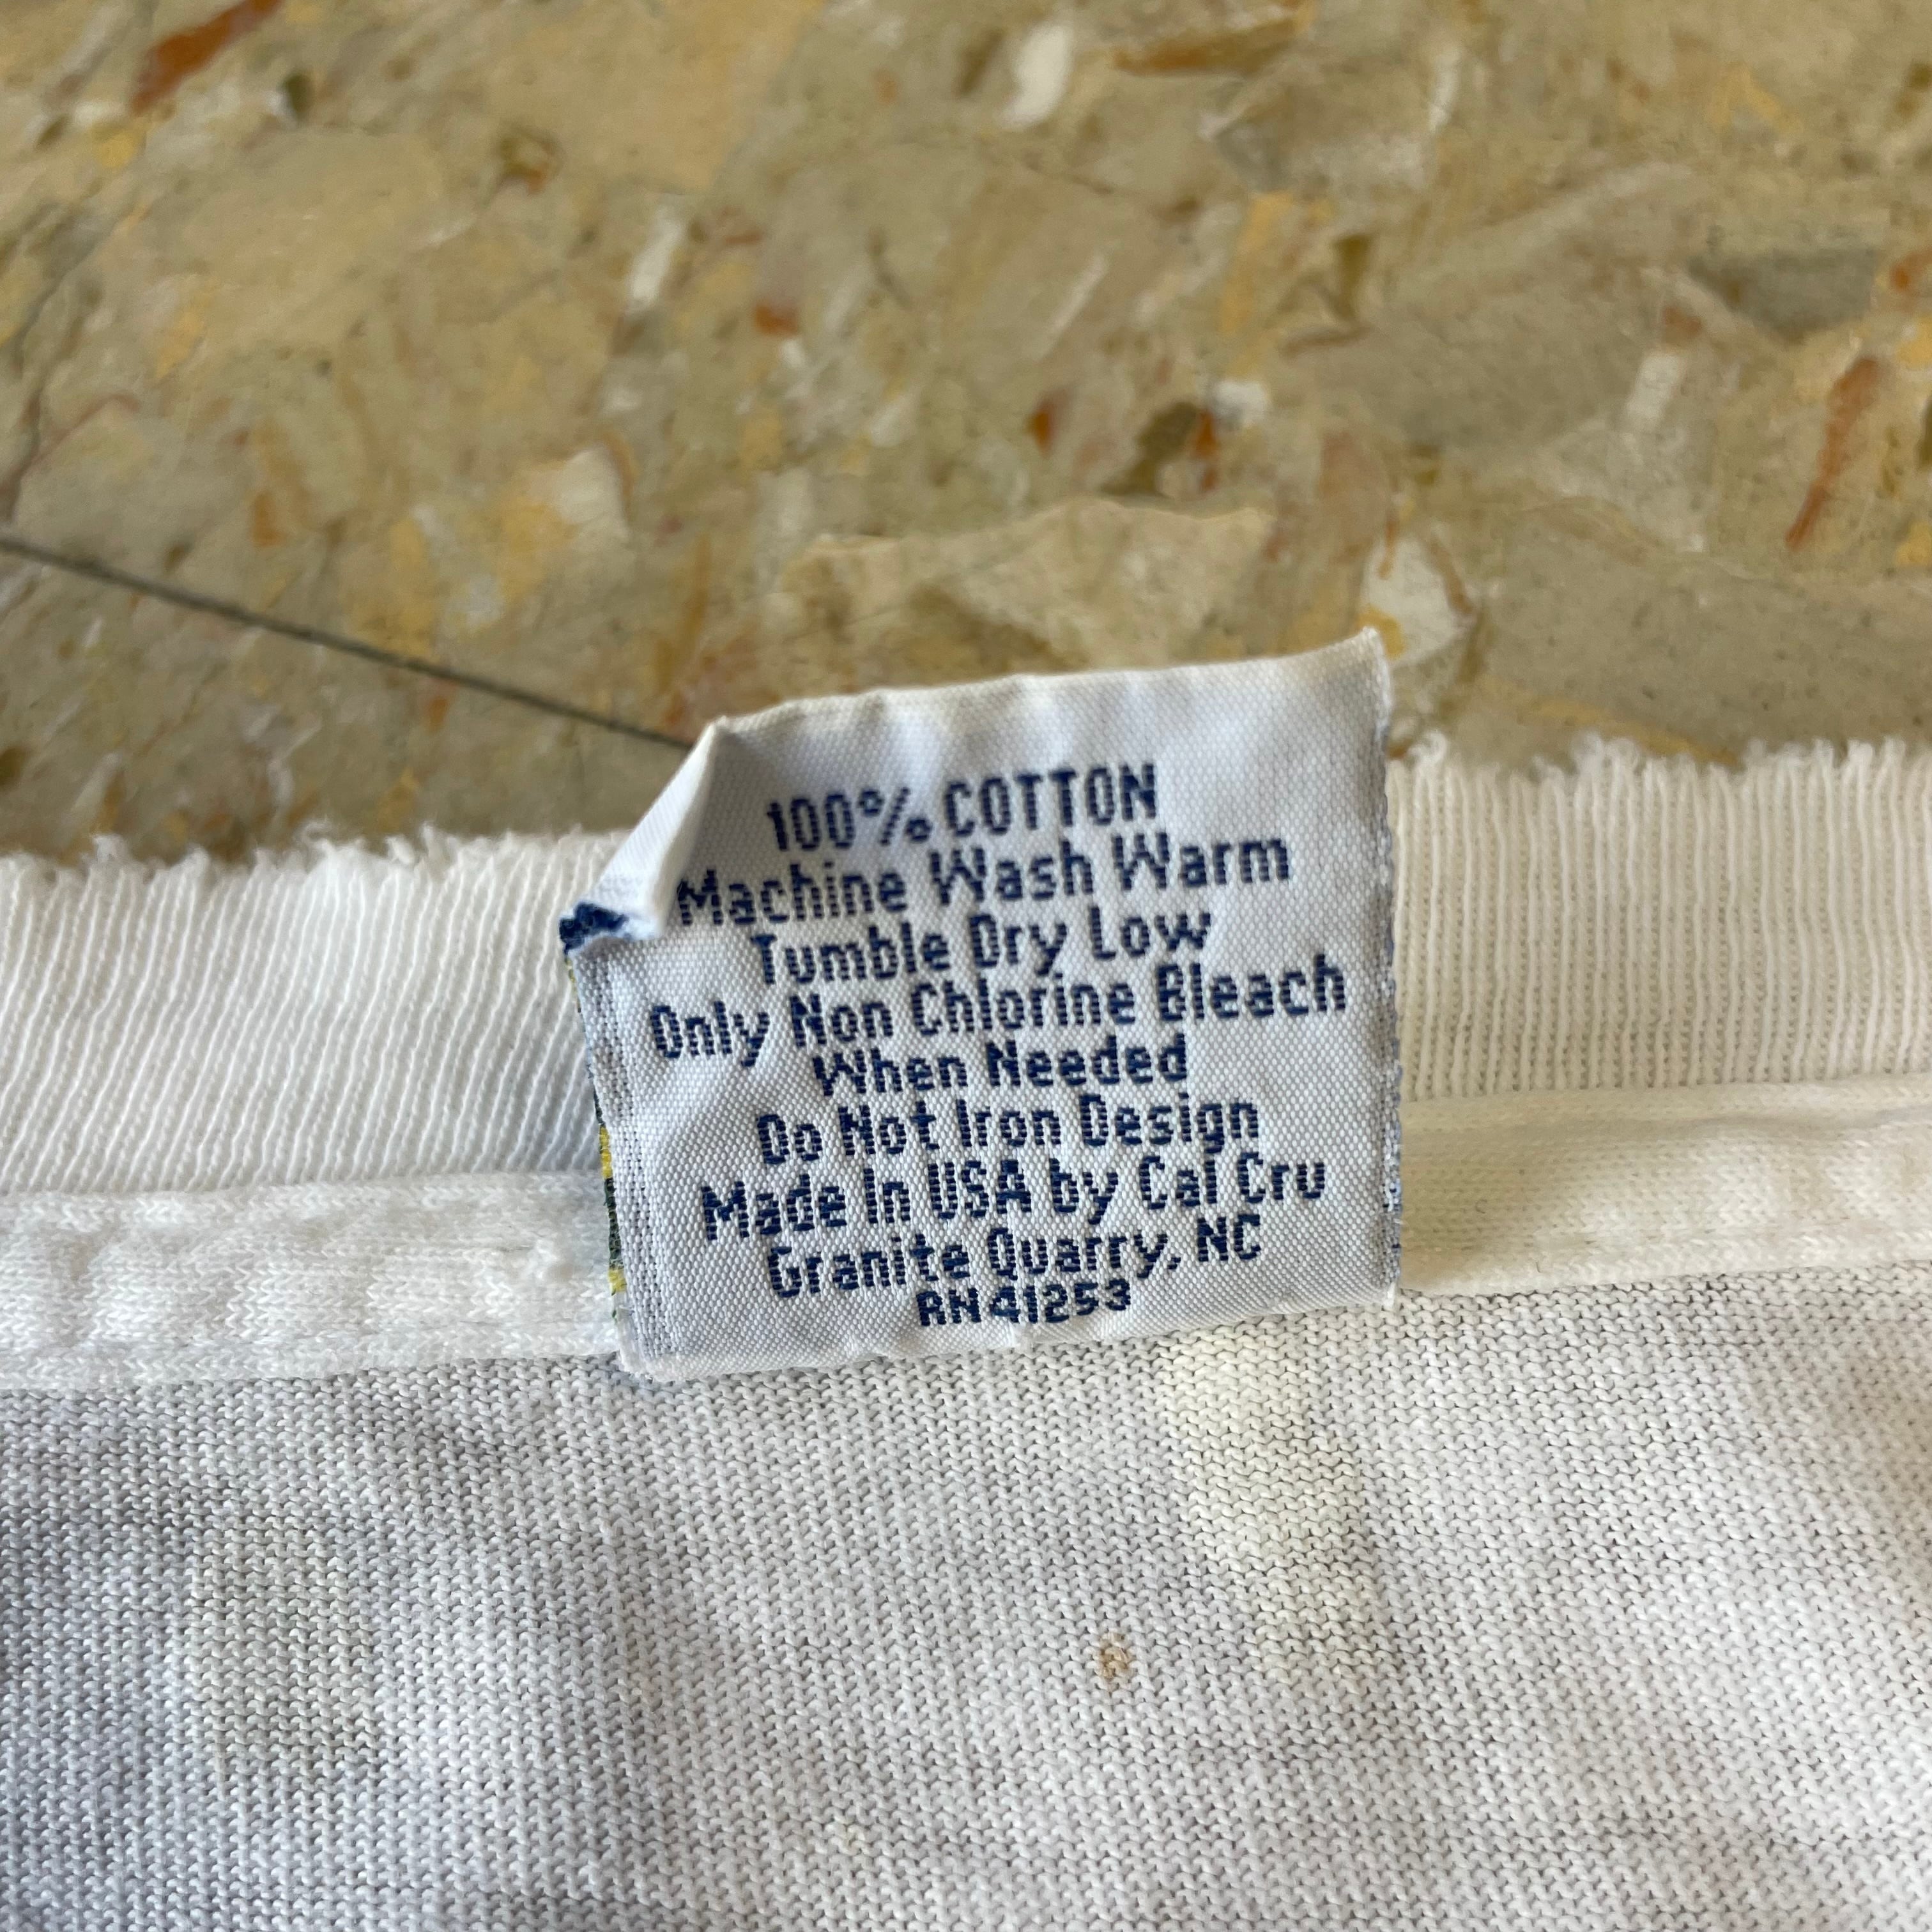 100% COTTON
Machine Wash Warm
Tumble Dry Low
Only Non Chlorine Bleach
When Needed
Do Not Iron Design
Made In USA by Cal Cru
Granite Quarry, NC
RN41253